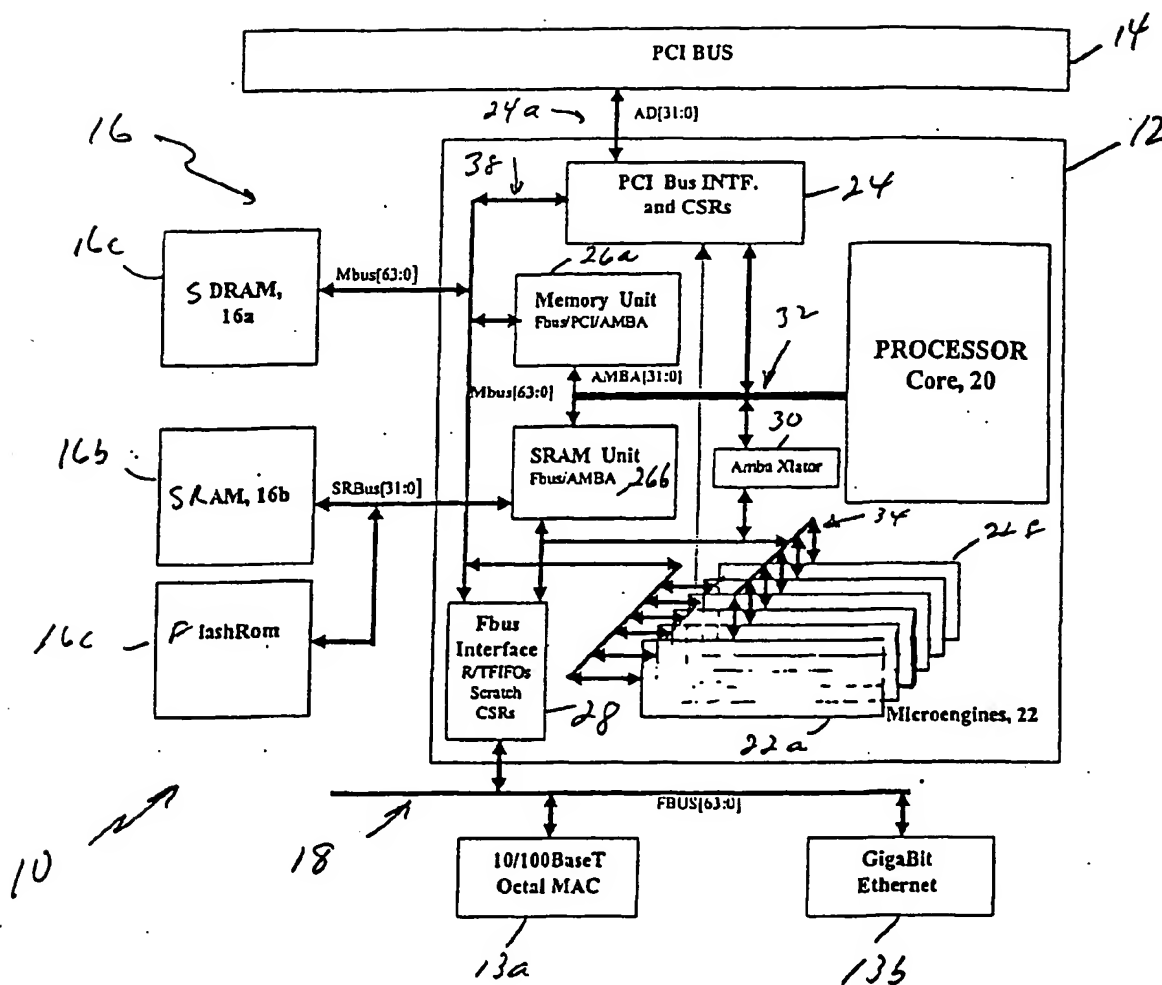 PCI BUS
14
24a
AD[31:0]
16
12
38
PCI Bus INTF.
and CSRs
24
16c
26a
Mbus[63:0]
S DRAM,
16a
Memory Unit
Fbus/PCI/AMBA
32
PROCESSOR
Core, 20
AMBA[31:0]
Mbus[63:0]
30
16b
SRAM Unit
Fbus/AMBA
26b
Amba Xlator
SRBus[31:0]
SRAM, 16b
34
22f
16c
FlashRom
Fbus
Interface
R/TFIFOs
Scratch
CSRs
28
Microengines, 22
22a
FBUS[63:0]
10
18
10/100BaseT
Octal MAC
GigaBit
Ethernet
13a
13b